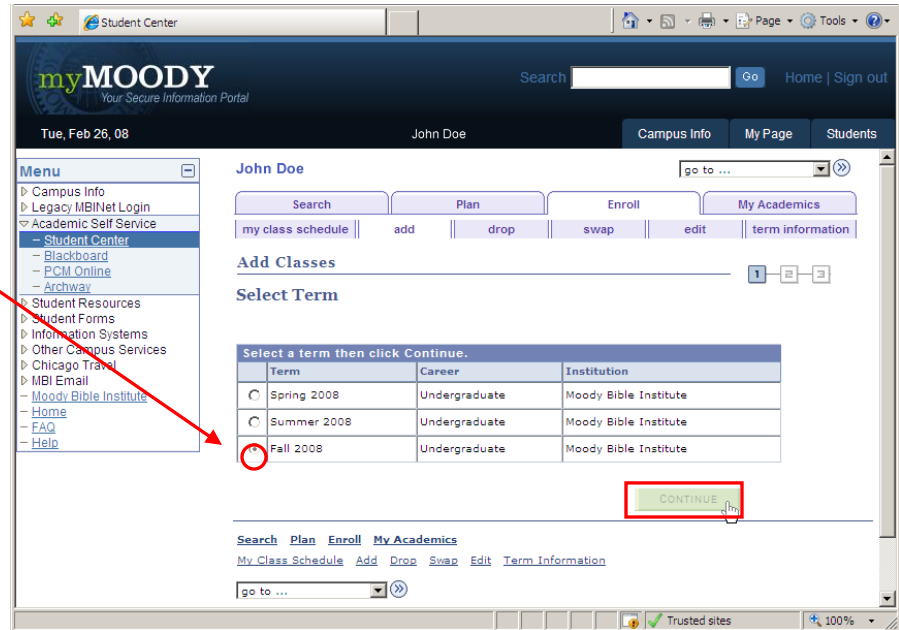 Student Center
Page Tools
myMOODY
Your Secure Information Portal
Search Go Home | Sign out
Tue, Feb 26, 08 John Doe Campus Info My Page Students
Menu
Campus Info
Legacy MBINet Login
Academic Self Service
– Student Center
– Blackboard
– PCM Online
– Archway
Student Resources
Student Forms
Information Systems
Other Campus Services
Chicago Travel
MBI Email
– Moody Bible Institute
– Home
– FAQ
– Help
John Doe go to ...
Search Plan Enroll My Academics
my class schedule || add || drop || swap || edit || term information
Add Classes
1 2 3
Select Term
Select a term then click Continue.
Term Career Institution
Spring 2008 Undergraduate Moody Bible Institute
Summer 2008 Undergraduate Moody Bible Institute
Fall 2008 Undergraduate Moody Bible Institute
CONTINUE
Search Plan Enroll My Academics
My Class Schedule Add Drop Swap Edit Term Information
go to ...
Trusted sites 100%